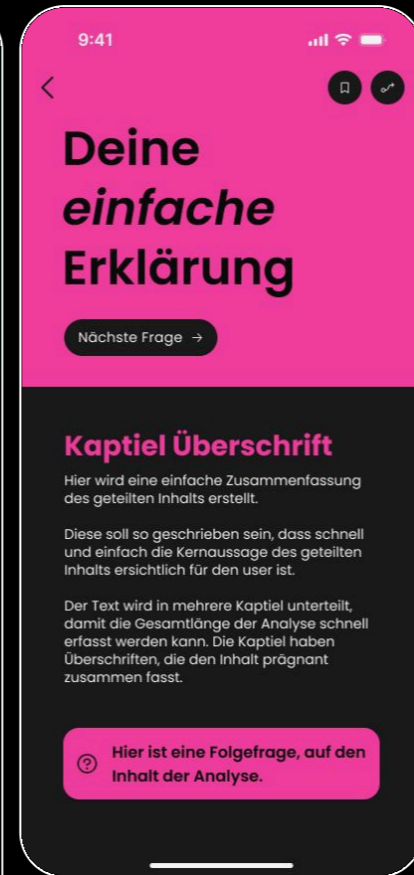 9:41
Deine
einfache
Erklärung
Nächste Frage →
Kaptiel Überschrift
Hier wird eine einfache Zusammenfassung
des geteilten Inhalts erstellt.
Diese soll so geschrieben sein, dass schnell
und einfach die Kernaussage des geteilten
Inhalts ersichtlich für den user ist.
Der Text wird in mehrere Kaptiel unterteilt,
damit die Gesamtlänge der Analyse schnell
erfasst werden kann. Die Kaptiel haben
Überschriften, die den Inhalt prägnant
zusammen fasst.
Hier ist eine Folgefrage, auf den
Inhalt der Analyse.